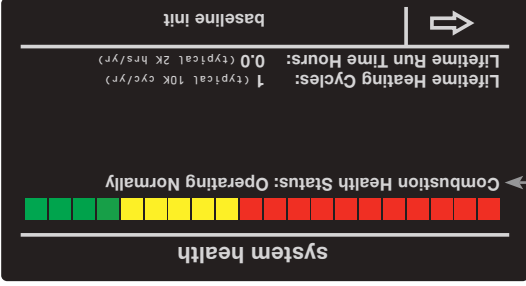 system health
Combustion Health Status: Operating Normally
Lifetime Heating Cycles: 1 (typical 10K cyc/yr)
Lifetime Run Time Hours: 0.0 (typical 2K hrs/yr)
baseline init